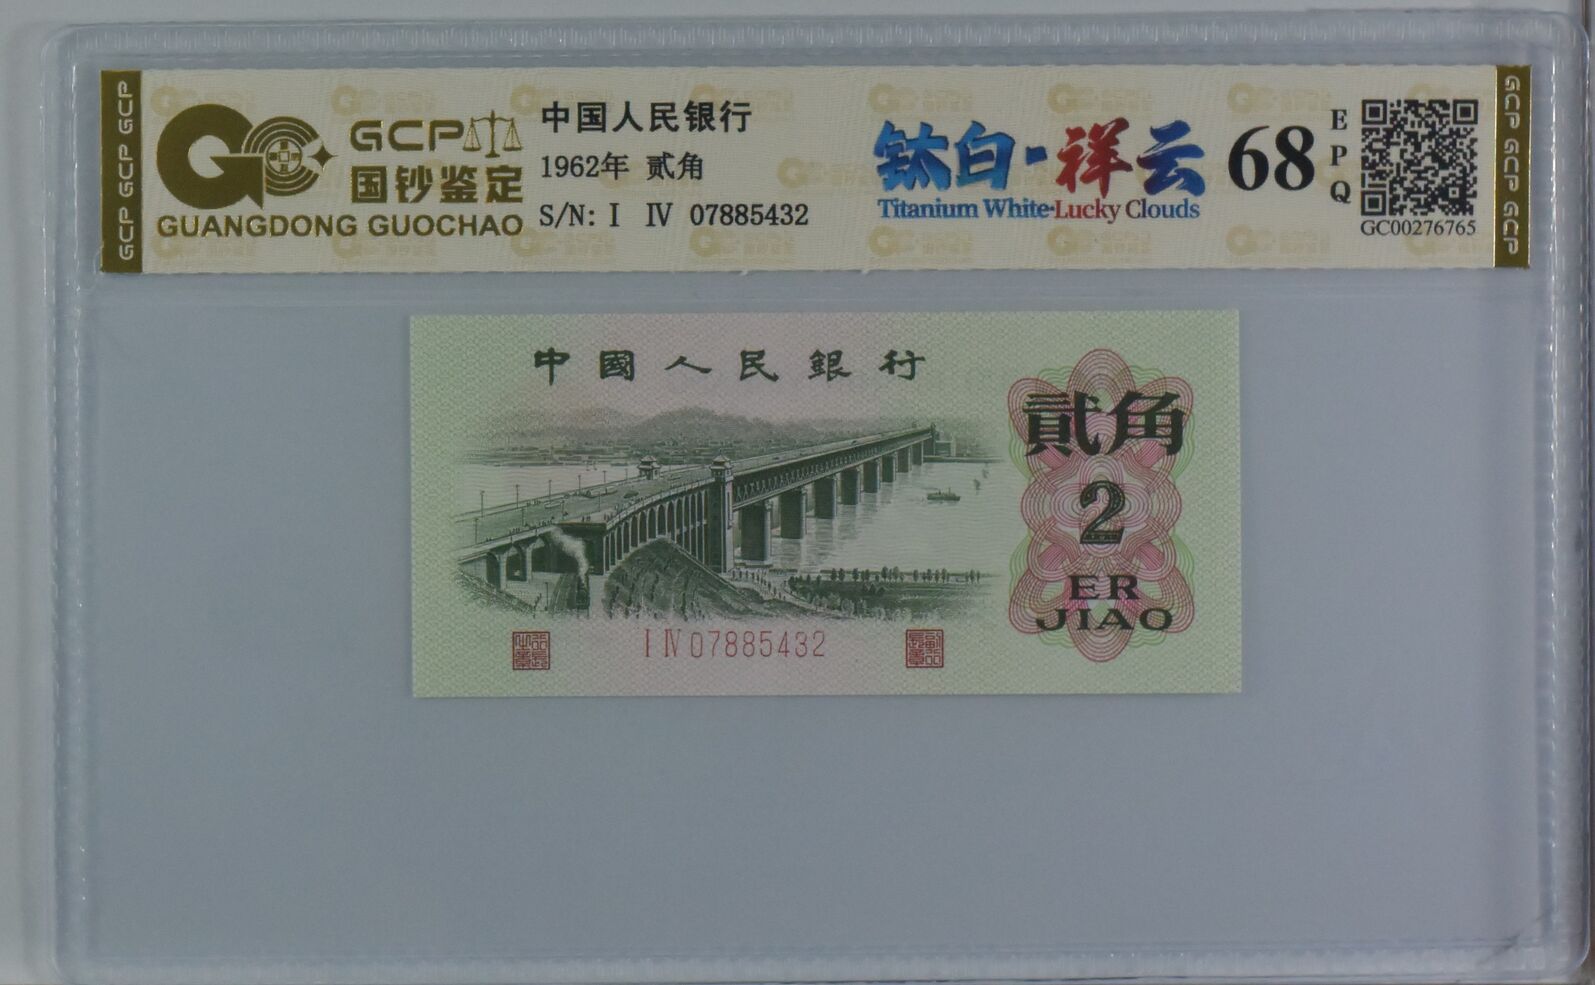 GCP GCP GCP
GCP
国钞鉴定
GUANGDONG GUOCHAO
中国人民银行
1962年 贰角
S/N: I IV 07885432
钛白·祥云
Titanium White·Lucky Clouds
68
EPQ
GC00276765
GCP GCP GCP
中國人民銀行
貳角
2
ER
JIAO
I IV 07885432